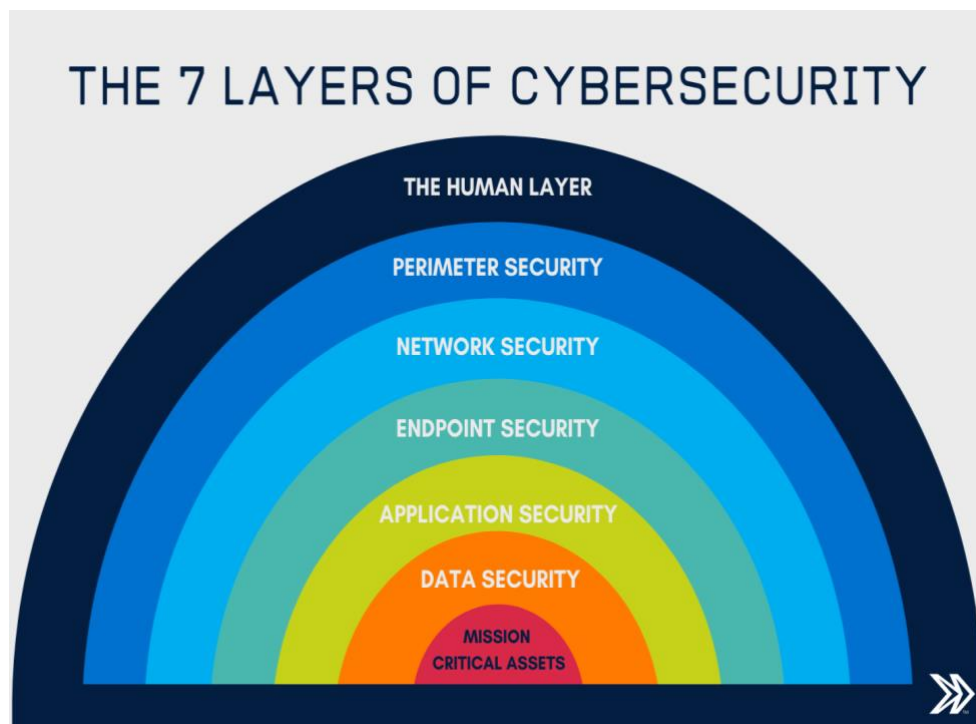 THE 7 LAYERS OF CYBERSECURITY
THE HUMAN LAYER
PERIMETER SECURITY
NETWORK SECURITY
ENDPOINT SECURITY
APPLICATION SECURITY
DATA SECURITY
MISSION
CRITICAL ASSETS